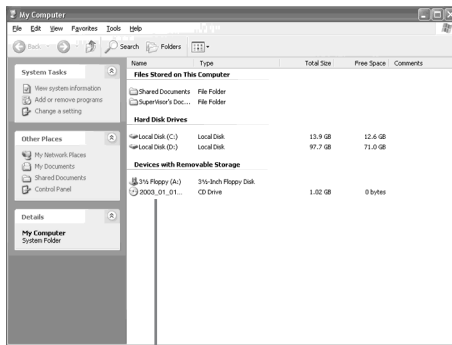 My Computer
File Edit View Favorites Tools Help
Back Search Folders
System Tasks
View system information
Add or remove programs
Change a setting
Other Places
My Network Places
My Documents
Shared Documents
Control Panel
Details
My Computer
System Folder
Name Type Total Size Free Space Comments
Files Stored on This Computer
Shared Documents File Folder
SuperVisor's Doc... File Folder
Hard Disk Drives
Local Disk (C:) Local Disk 13.9 GB 12.6 GB
Local Disk (D:) Local Disk 97.7 GB 71.0 GB
Devices with Removable Storage
3½ Floppy (A:) 3½-Inch Floppy Disk
2003_01_01... CD Drive 1.02 GB 0 bytes